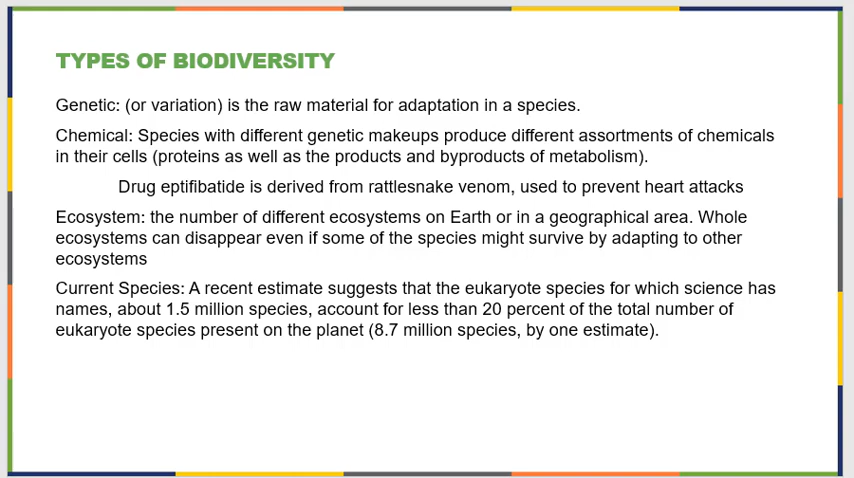 TYPES OF BIODIVERSITY
Genetic: (or variation) is the raw material for adaptation in a species.
Chemical: Species with different genetic makeups produce different assortments of chemicals
in their cells (proteins as well as the products and byproducts of metabolism).
Drug eptifibatide is derived from rattlesnake venom, used to prevent heart attacks
Ecosystem: the number of different ecosystems on Earth or in a geographical area. Whole
ecosystems can disappear even if some of the species might survive by adapting to other
ecosystems
Current Species: A recent estimate suggests that the eukaryote species for which science has
names, about 1.5 million species, account for less than 20 percent of the total number of
eukaryote species present on the planet (8.7 million species, by one estimate).